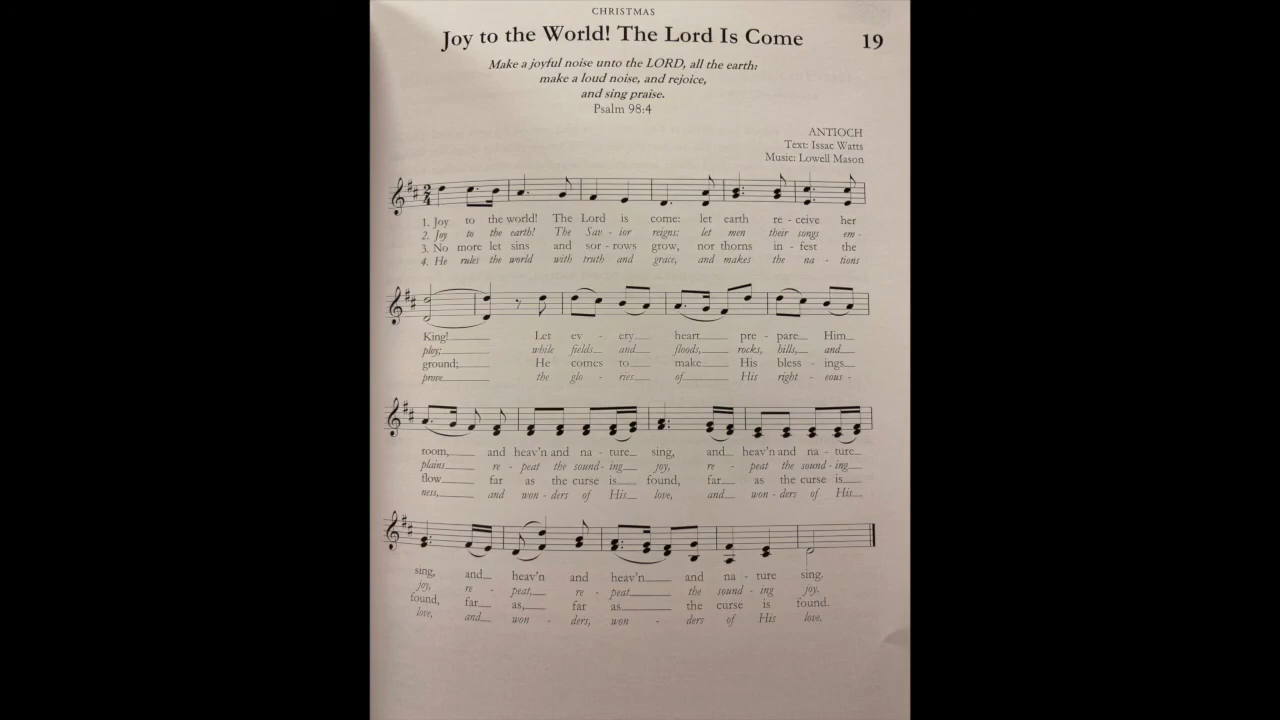 CHRISTMAS
Joy to the World! The Lord Is Come 19
Make a joyful noise unto the LORD, all the earth:
make a loud noise, and rejoice,
and sing praise.
Psalm 98:4
ANTIOCH
Text: Issac Watts
Music: Lowell Mason
2
4
1. Joy to the world! The Lord is come: let earth re - ceive her
2. Joy to the earth! The Sav - ior reigns: let men their songs em -
3. No more let sins and sor - rows grow, nor thorns in - fest the
4. He rules the world with truth and grace, and makes the na - tions
King! Let ev - ery heart pre - pare Him
ploy; while fields and floods, rocks, hills, and
ground; He comes to make His bless - ings
prove the glo - ries of His right - eous -
room, and heav'n and na - ture sing, and heav'n and na - ture
plains re - peat the sound - ing joy, re - peat the sound - ing
flow far as the curse is found, far as the curse is
ness, and won - ders of His love, and won - ders of His
sing, and heav'n and heav'n and na - ture sing.
joy, re - peat, re - peat the sound - ing joy.
found, far as, far as the curse is found.
love, and won - ders, won - ders of His love.